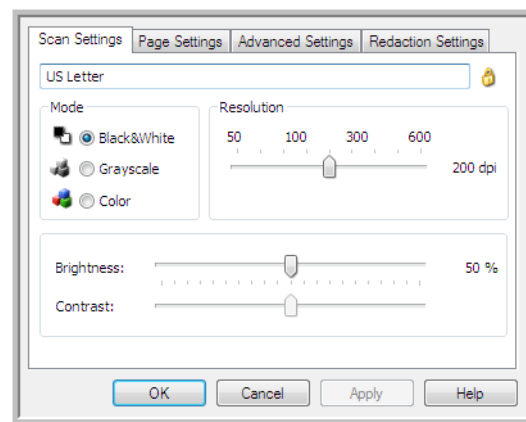 Scan Settings Page Settings Advanced Settings Redaction Settings
US Letter
Mode
Black&White
Grayscale
Color
Resolution
50 100 300 600
200 dpi
Brightness: 50 %
Contrast:
OK Cancel Apply Help